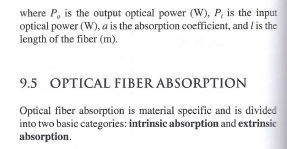 where Pₒ is the output optical power (W), Pᵢ is the input
optical power (W), a is the absorption coefficient, and l is the
length of the fiber (m).
9.5 OPTICAL FIBER ABSORPTION
Optical fiber absorption is material specific and is divided
into two basic categories: intrinsic absorption and extrinsic
absorption.